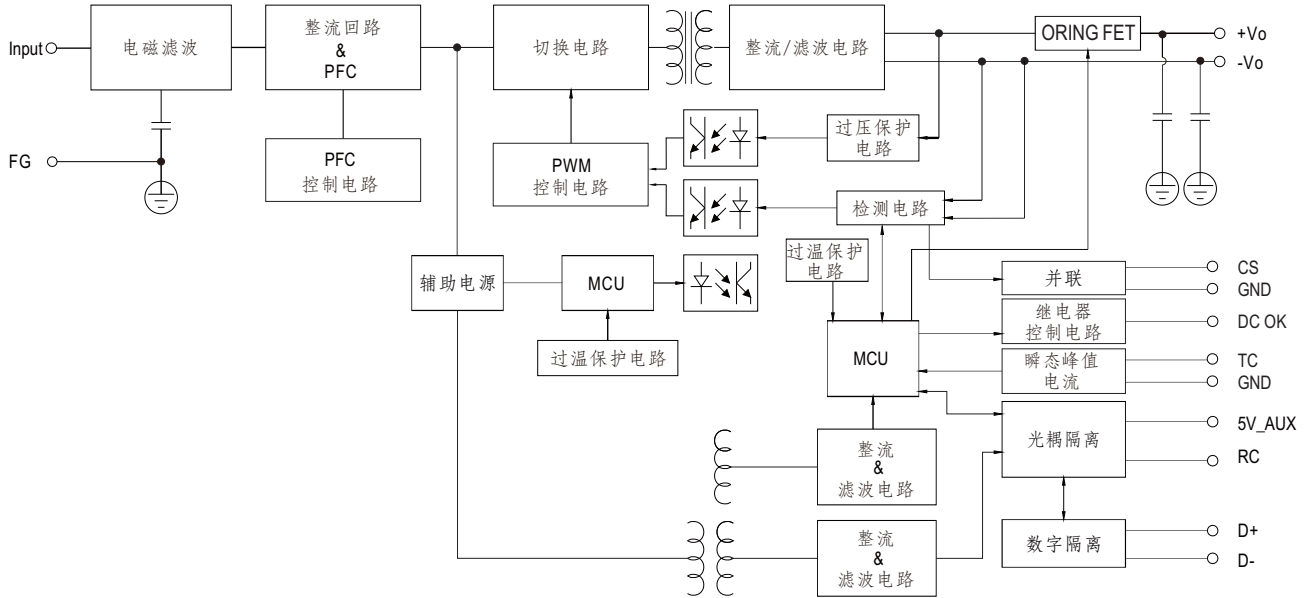 Input
电磁滤波
整流回路
&
PFC
切换电路
整流/滤波电路
ORING FET
+Vo
-Vo
FG
PFC
控制电路
PWM
控制电路
过压保护
电路
检测电路
过温保护
电路
辅助电源
MCU
过温保护电路
MCU
并联
CS
GND
继电器
控制电路
DC OK
瞬态峰值
电流
TC
GND
整流
&
滤波电路
光耦隔离
5V_AUX
RC
整流
&
滤波电路
数字隔离
D+
D-